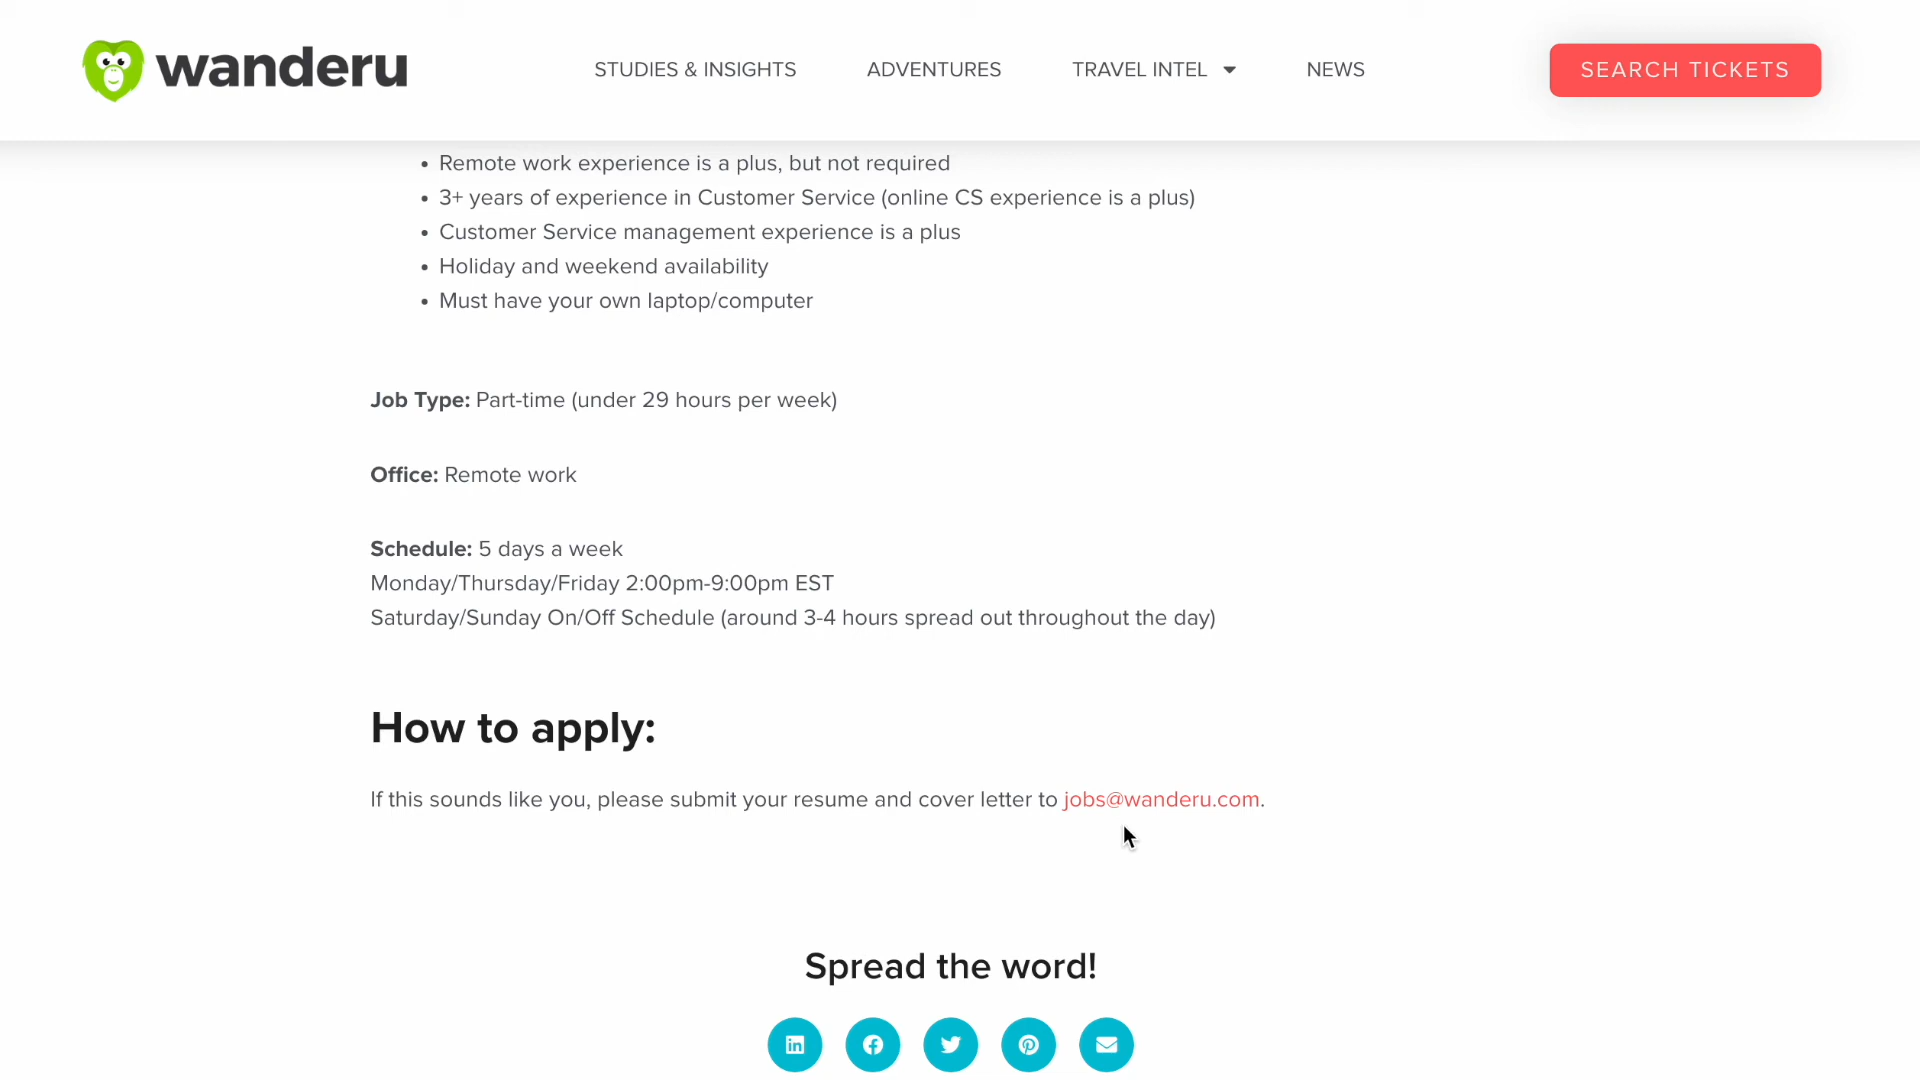 wanderu
STUDIES & INSIGHTS
ADVENTURES
TRAVEL INTEL
NEWS
SEARCH TICKETS
• Remote work experience is a plus, but not required
• 3+ years of experience in Customer Service (online CS experience is a plus)
• Customer Service management experience is a plus
• Holiday and weekend availability
• Must have your own laptop/computer
Job Type: Part-time (under 29 hours per week)
Office: Remote work
Schedule: 5 days a week
Monday/Thursday/Friday 2:00pm-9:00pm EST
Saturday/Sunday On/Off Schedule (around 3-4 hours spread out throughout the day)
How to apply:
If this sounds like you, please submit your resume and cover letter to jobs@wanderu.com.
Spread the word!